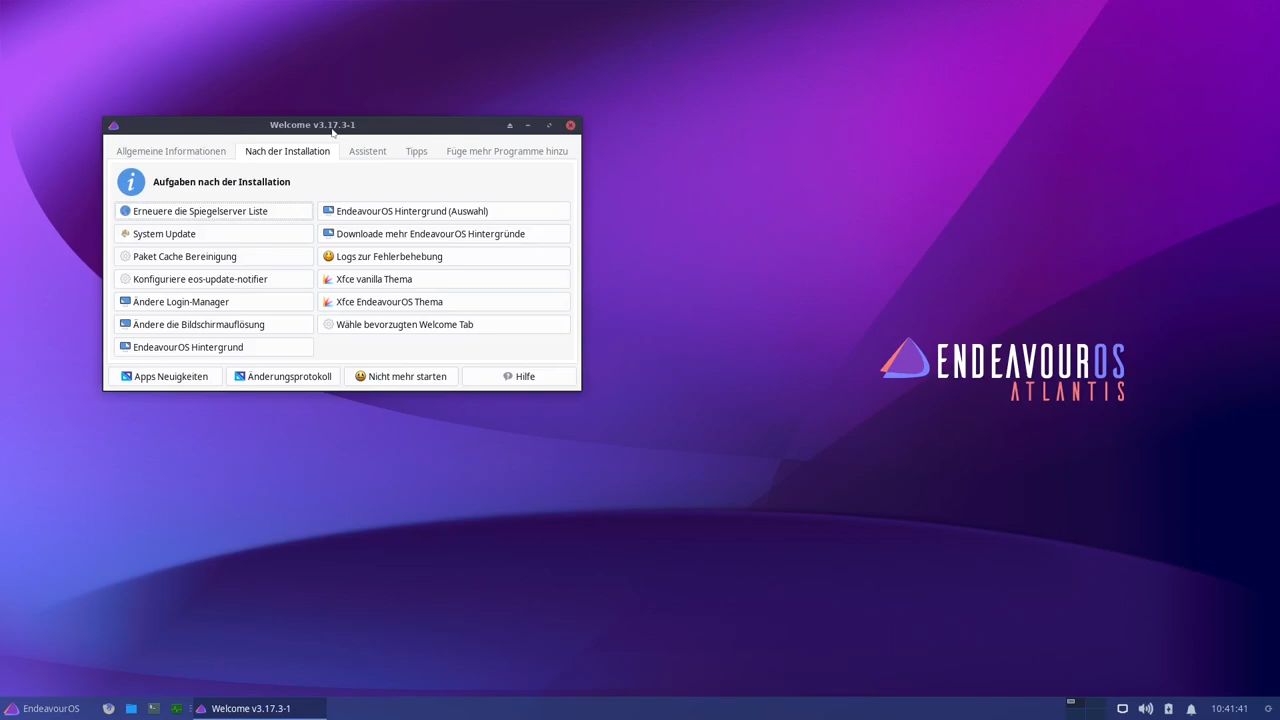 Welcome v3.17.3-1
Allgemeine Informationen Nach der Installation Assistent Tipps Füge mehr Programme hinzu
Aufgaben nach der Installation
Erneuere die Spiegelserver Liste EndeavourOS Hintergrund (Auswahl)
System Update Downloade mehr EndeavourOS Hintergründe
Paket Cache Bereinigung Logs zur Fehlerbehebung
Konfiguriere eos-update-notifier Xfce vanilla Thema
Ändere Login-Manager Xfce EndeavourOS Thema
Ändere die Bildschirmauflösung Wähle bevorzugten Welcome Tab
EndeavourOS Hintergrund
Apps Neuigkeiten Änderungsprotokoll Nicht mehr starten Hilfe
ENDEAVOUROS
ATLANTIS
EndeavourOS Welcome v3.17.3-1 10:41:41